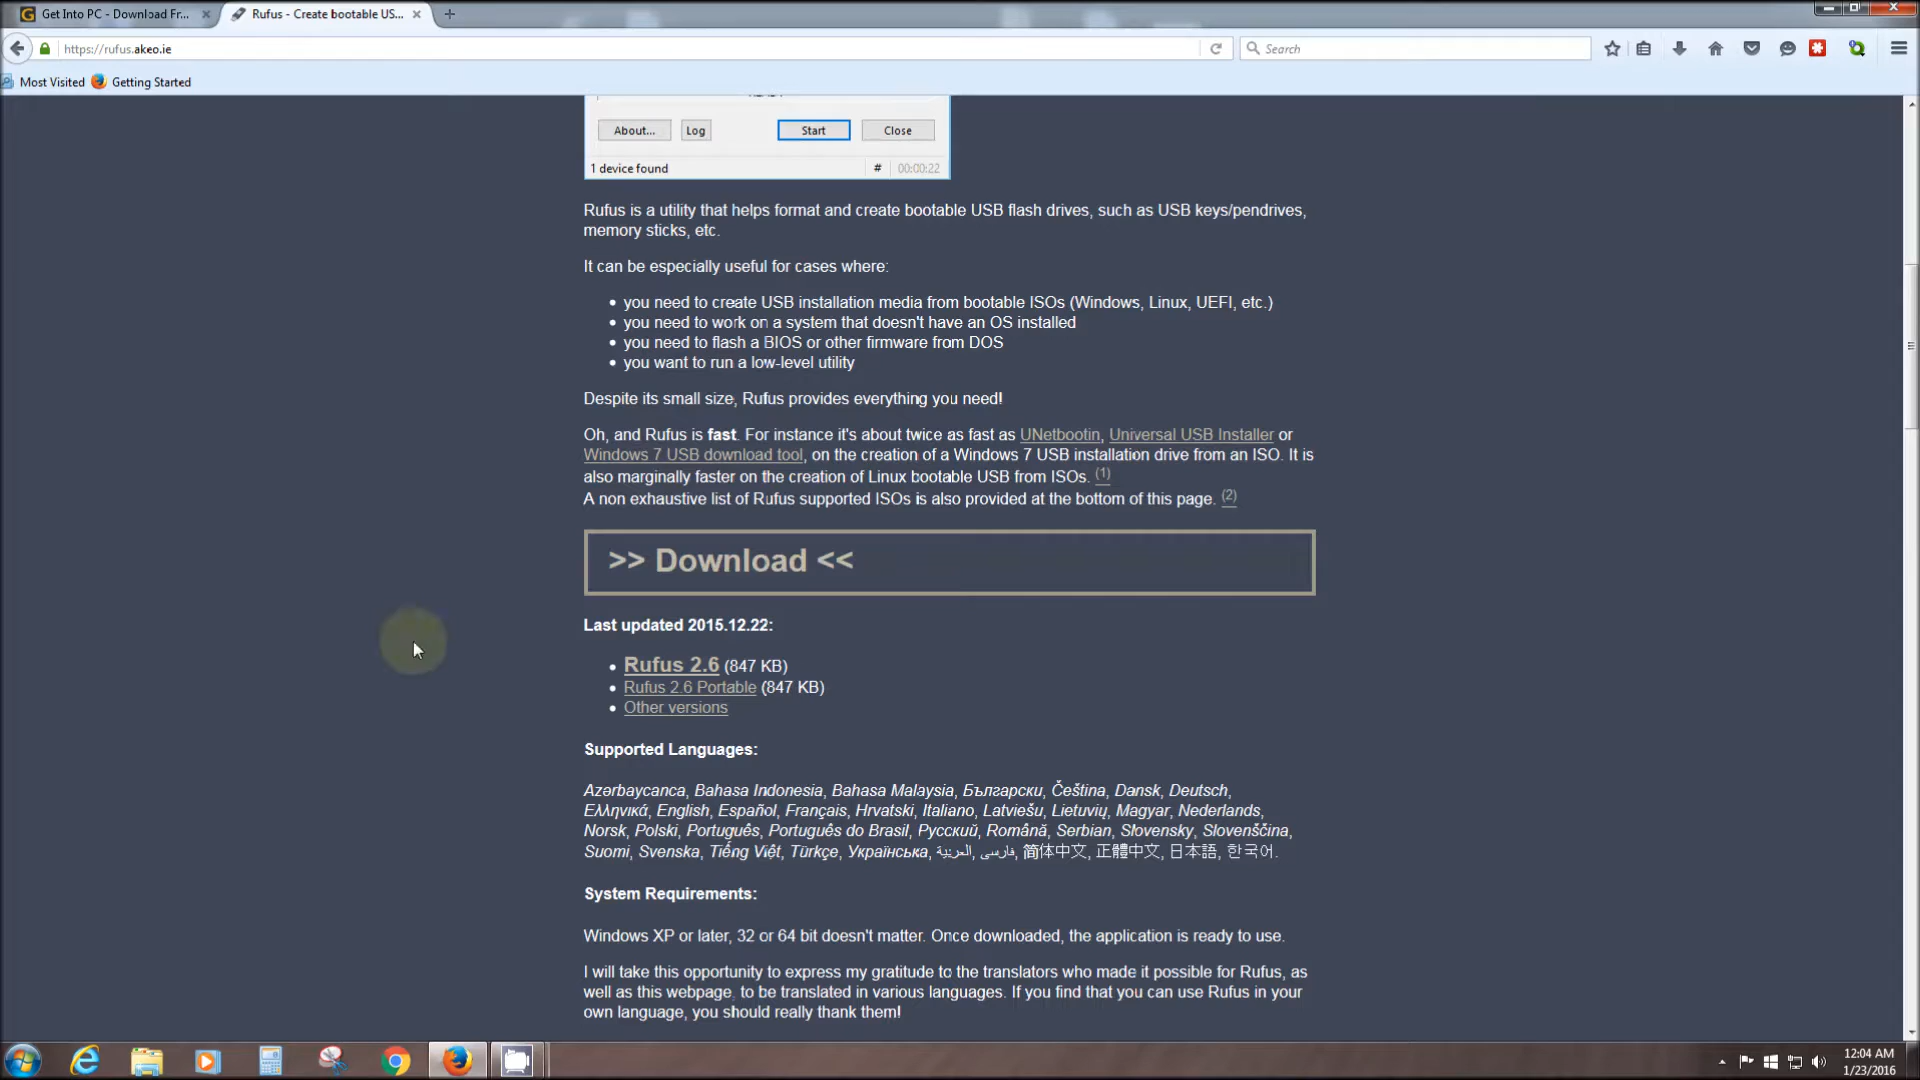 Get Into PC - Download Fr...
Rufus - Create bootable US...
https://rufus.akeo.ie
Search
Most Visited
Getting Started
About...
Log
Start
Close
1 device found
#
00:00:22
Rufus is a utility that helps format and create bootable USB flash drives, such as USB keys/pendrives,
memory sticks, etc.
It can be especially useful for cases where:
• you need to create USB installation media from bootable ISOs (Windows, Linux, UEFI, etc.)
• you need to work on a system that doesn't have an OS installed
• you need to flash a BIOS or other firmware from DOS
• you want to run a low-level utility
Despite its small size, Rufus provides everything you need!
Oh, and Rufus is fast. For instance it's about twice as fast as UNetbootin, Universal USB Installer or
Windows 7 USB download tool, on the creation of a Windows 7 USB installation drive from an ISO. It is
also marginally faster on the creation of Linux bootable USB from ISOs. (1)
A non exhaustive list of Rufus supported ISOs is also provided at the bottom of this page. (2)
>> Download <<
Last updated 2015.12.22:
• Rufus 2.6 (847 KB)
• Rufus 2.6 Portable (847 KB)
• Other versions
Supported Languages:
Azərbaycanca, Bahasa Indonesia, Bahasa Malaysia, Български, Čeština, Dansk, Deutsch,
Ελληνικά, English, Español, Français, Hrvatski, Italiano, Latviešu, Lietuvių, Magyar, Nederlands,
Norsk, Polski, Português, Português do Brasil, Русский, Română, Serbian, Slovensky, Slovenščina,
Suomi, Svenska, Tiếng Việt, Türkçe, Українська, العربية, فارسی, 简体中文, 正體中文, 日本語, 한국어.
System Requirements:
Windows XP or later, 32 or 64 bit doesn't matter. Once downloaded, the application is ready to use.
I will take this opportunity to express my gratitude to the translators who made it possible for Rufus, as
well as this webpage, to be translated in various languages. If you find that you can use Rufus in your
own language, you should really thank them!
12:04 AM
1/23/2016